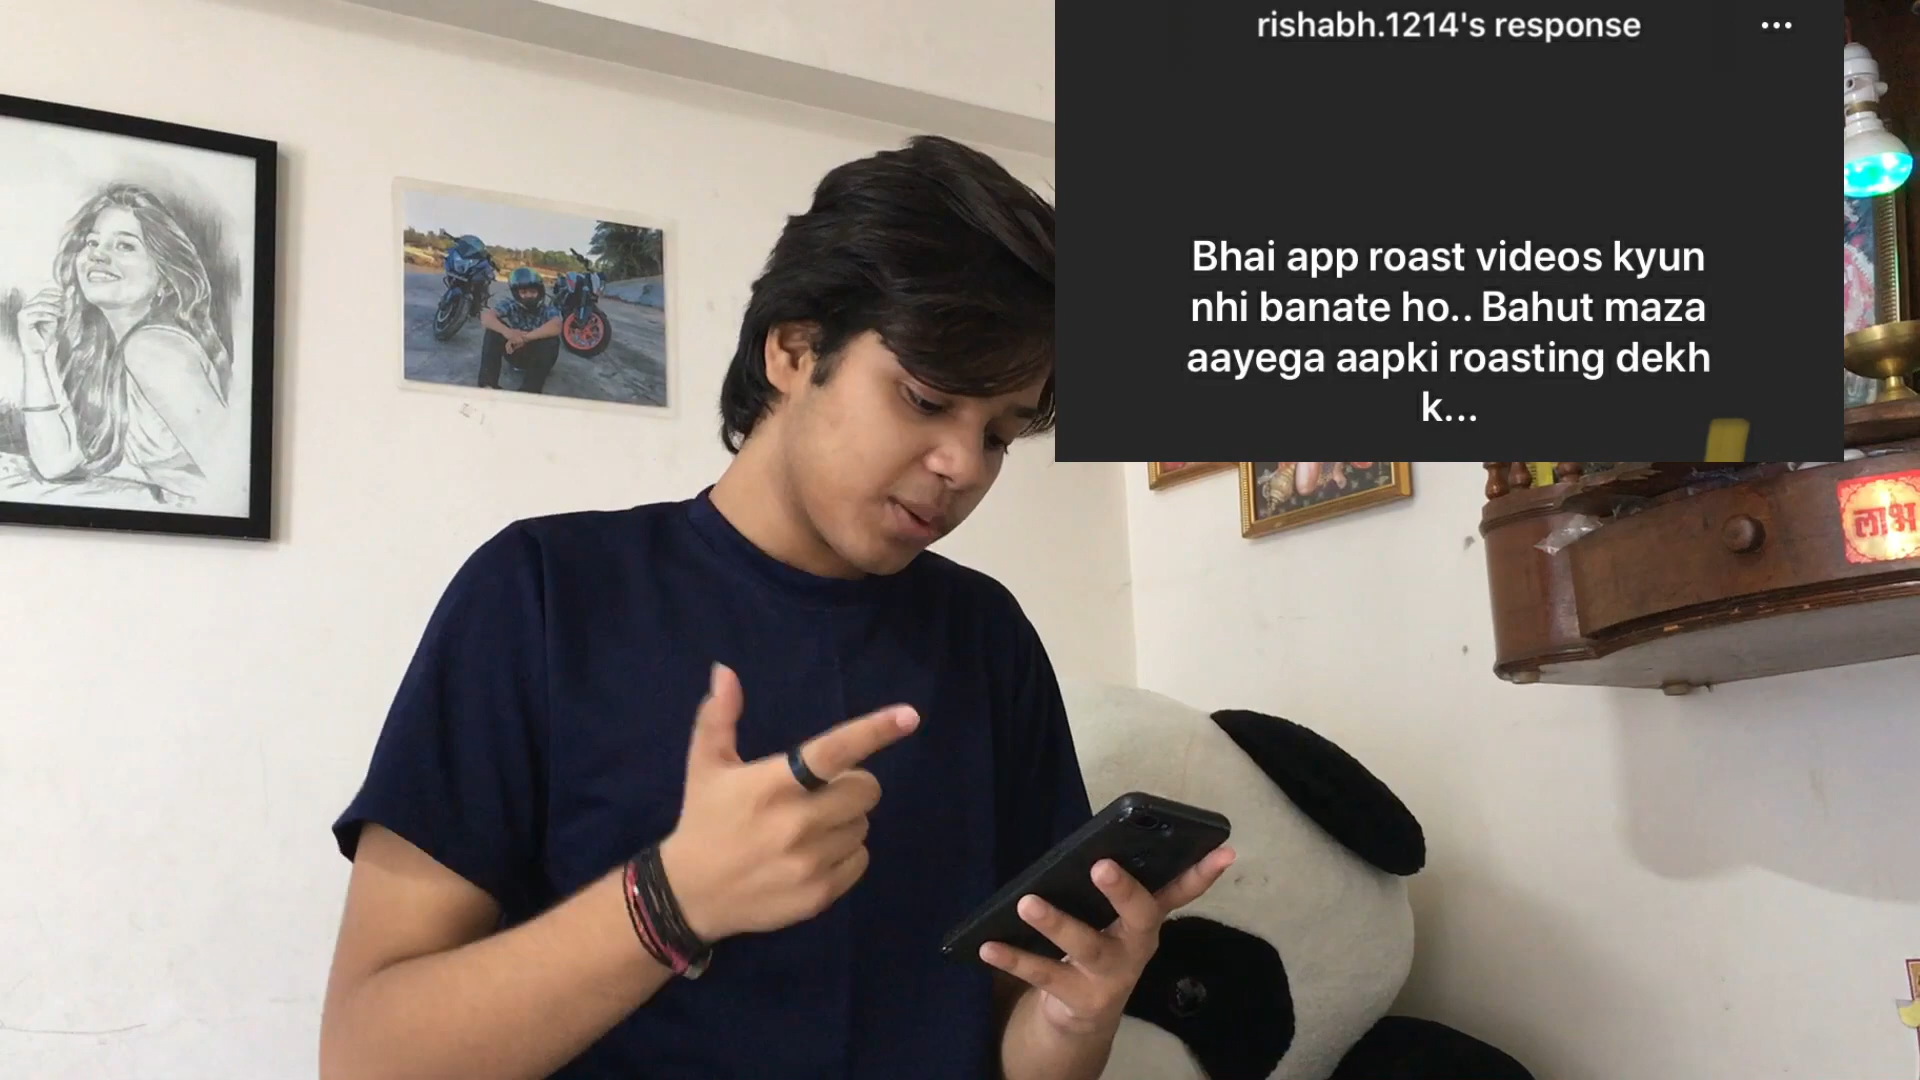 rishabh.1214's response
Bhai app roast videos kyun
nhi banate ho.. Bahut maza
aayega aapki roasting dekh
k...
लाभ